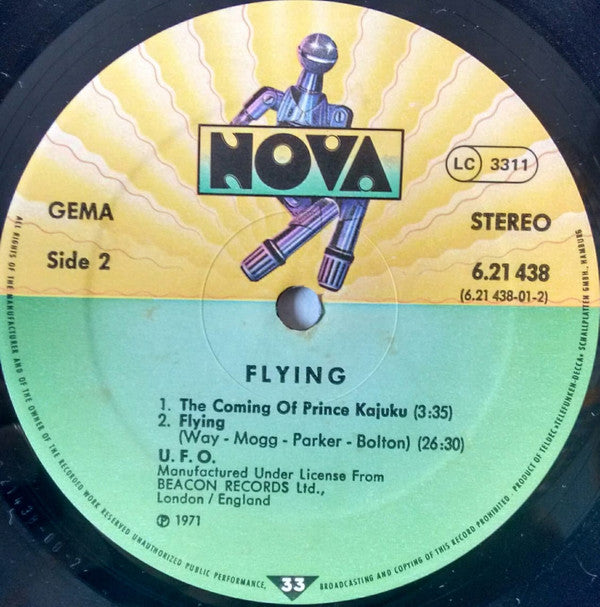 NOVA
LC 3311
GEMA
STEREO
Side 2
6.21 438
(6.21 438-01-2)
FLYING
1. The Coming Of Prince Kajuku (3:35)
2. Flying
(Way - Mogg - Parker - Bolton) (26:30)
U.F.O.
Manufactured Under License From
BEACON RECORDS Ltd.,
London / England
℗ 1971
ALL RIGHTS OF THE MANUFACTURER AND OF THE OWNER OF THE RECORDED WORK RESERVED UNAUTHORIZED PUBLIC PERFORMANCE, BROADCASTING AND COPYING OF THIS RECORD PROHIBITED · PRODUCT OF TELDEC »TELEFUNKEN-DECCA« SCHALLPLATTEN GMBH., HAMBURG
33